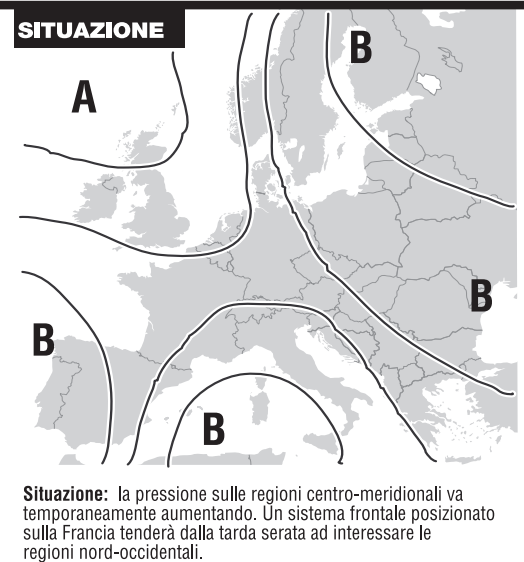 SITUAZIONE
A
B
B
B
B
Situazione: la pressione sulle regioni centro-meridionali va
temporaneamente aumentando. Un sistema frontale posizionato
sulla Francia tenderà dalla tarda serata ad interessare le
regioni nord-occidentali.